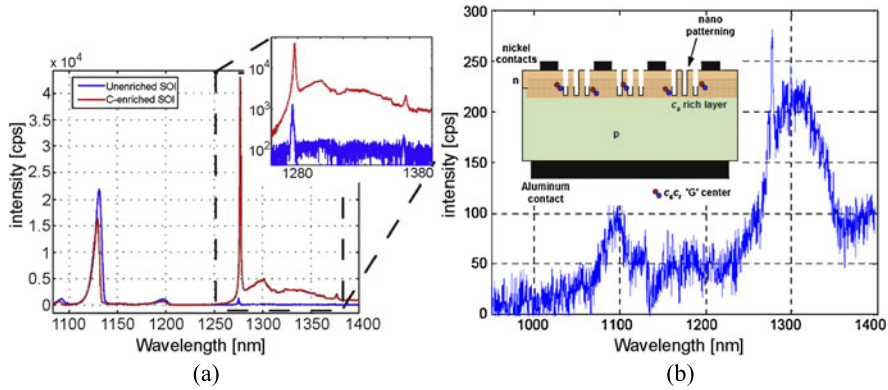 (a)
x 10^4
Unenriched SOI
C-enriched SOI
4
3.5
3
2.5
2
1.5
1
0.5
0
intensity [cps]
1100 1150 1200 1250 1300 1350 1400
Wavelength [nm]
10^4
10^3
10^2
1280 1380
(b)
300
250
200
150
100
50
0
intensity [cps]
1000 1100 1200 1300 1400
Wavelength [nm]
nickel contacts
nano patterning
n
c_s rich layer
p
Aluminum contact
c_s c_i "G" center